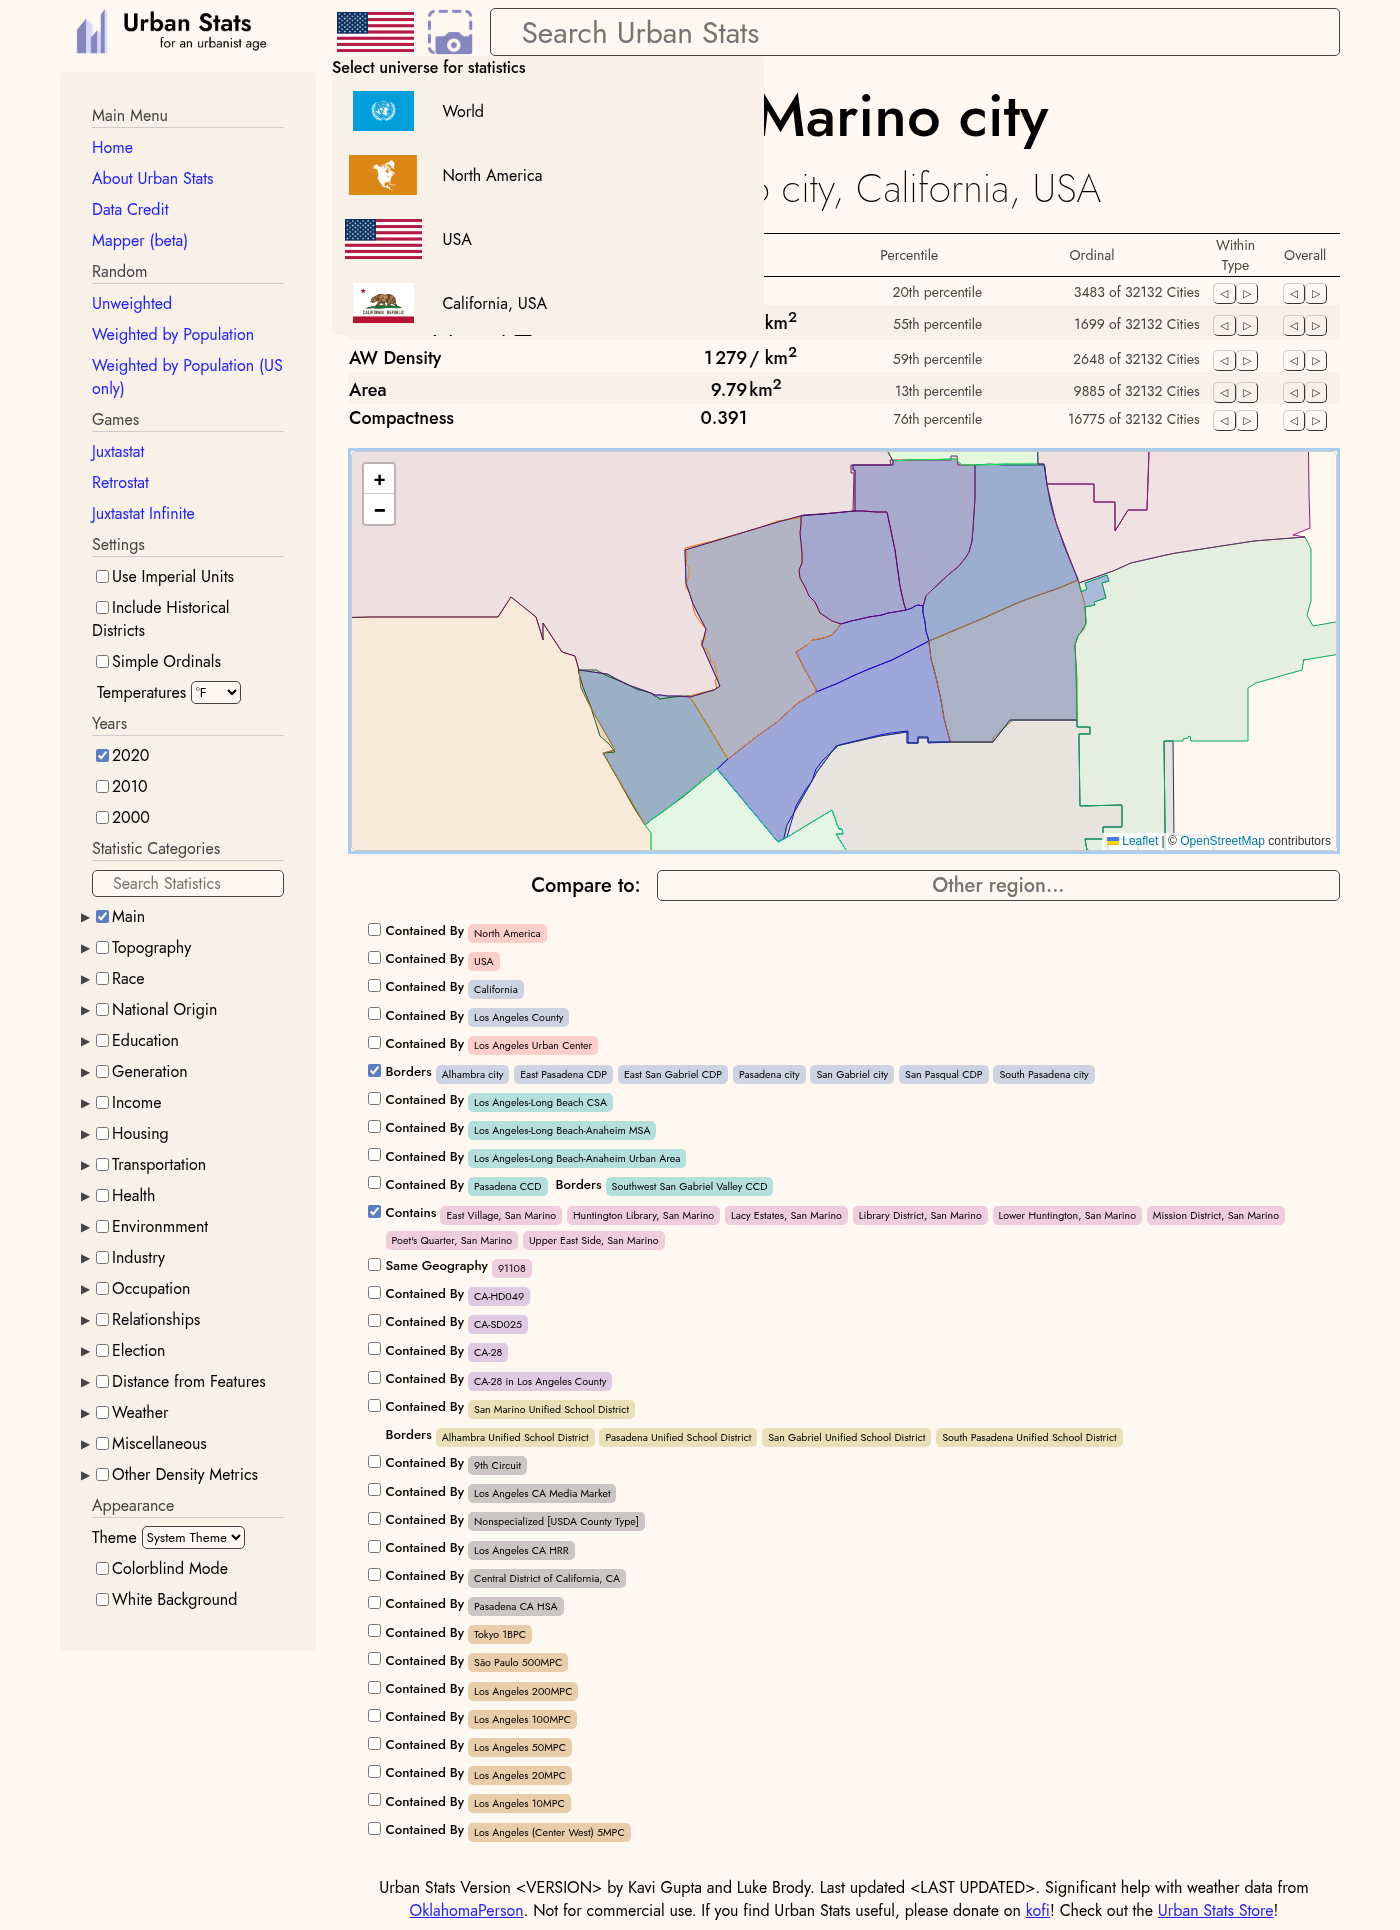 Urban Stats
for an urbanist age
Search Urban Stats
Select universe for statistics
World
North America
USA
California, USA
CALIFORNIA REPUBLIC
Main Menu
Home
About Urban Stats
Data Credit
Mapper (beta)
Random
Unweighted
Weighted by Population
Weighted by Population (US
only)
Games
Juxtastat
Retrostat
Juxtastat Infinite
Settings
Use Imperial Units
Include Historical
Districts
Simple Ordinals
Temperatures °F
Years
2020
2010
2000
Statistic Categories
Search Statistics
Main
Topography
Race
National Origin
Education
Generation
Income
Housing
Transportation
Health
Environmment
Industry
Occupation
Relationships
Election
Distance from Features
Weather
Miscellaneous
Other Density Metrics
Appearance
Theme System Theme
Colorblind Mode
White Background
Marino city
city, California, USA
Percentile Ordinal Within Type Overall
20th percentile 3483 of 32132 Cities ◁ ▷ ◁ ▷
km² 55th percentile 1699 of 32132 Cities ◁ ▷ ◁ ▷
AW Density 1 279 / km² 59th percentile 2648 of 32132 Cities ◁ ▷ ◁ ▷
Area 9.79 km² 13th percentile 9885 of 32132 Cities ◁ ▷ ◁ ▷
Compactness 0.391 76th percentile 16775 of 32132 Cities ◁ ▷ ◁ ▷
+
−
Leaflet | © OpenStreetMap contributors
Compare to: Other region...
Contained By North America
Contained By USA
Contained By California
Contained By Los Angeles County
Contained By Los Angeles Urban Center
Borders Alhambra city East Pasadena CDP East San Gabriel CDP Pasadena city San Gabriel city San Pasqual CDP South Pasadena city
Contained By Los Angeles-Long Beach CSA
Contained By Los Angeles-Long Beach-Anaheim MSA
Contained By Los Angeles-Long Beach-Anaheim Urban Area
Contained By Pasadena CCD Borders Southwest San Gabriel Valley CCD
Contains East Village, San Marino Huntington Library, San Marino Lacy Estates, San Marino Library District, San Marino Lower Huntington, San Marino Mission District, San Marino
Poet's Quarter, San Marino Upper East Side, San Marino
Same Geography 91108
Contained By CA-HD049
Contained By CA-SD025
Contained By CA-28
Contained By CA-28 in Los Angeles County
Contained By San Marino Unified School District
Borders Alhambra Unified School District Pasadena Unified School District San Gabriel Unified School District South Pasadena Unified School District
Contained By 9th Circuit
Contained By Los Angeles CA Media Market
Contained By Nonspecialized [USDA County Type]
Contained By Los Angeles CA HRR
Contained By Central District of California, CA
Contained By Pasadena CA HSA
Contained By Tokyo 1BPC
Contained By São Paulo 500MPC
Contained By Los Angeles 200MPC
Contained By Los Angeles 100MPC
Contained By Los Angeles 50MPC
Contained By Los Angeles 20MPC
Contained By Los Angeles 10MPC
Contained By Los Angeles (Center West) 5MPC
Urban Stats Version <VERSION> by Kavi Gupta and Luke Brody. Last updated <LAST UPDATED>. Significant help with weather data from
OklahomaPerson. Not for commercial use. If you find Urban Stats useful, please donate on kofi! Check out the Urban Stats Store!